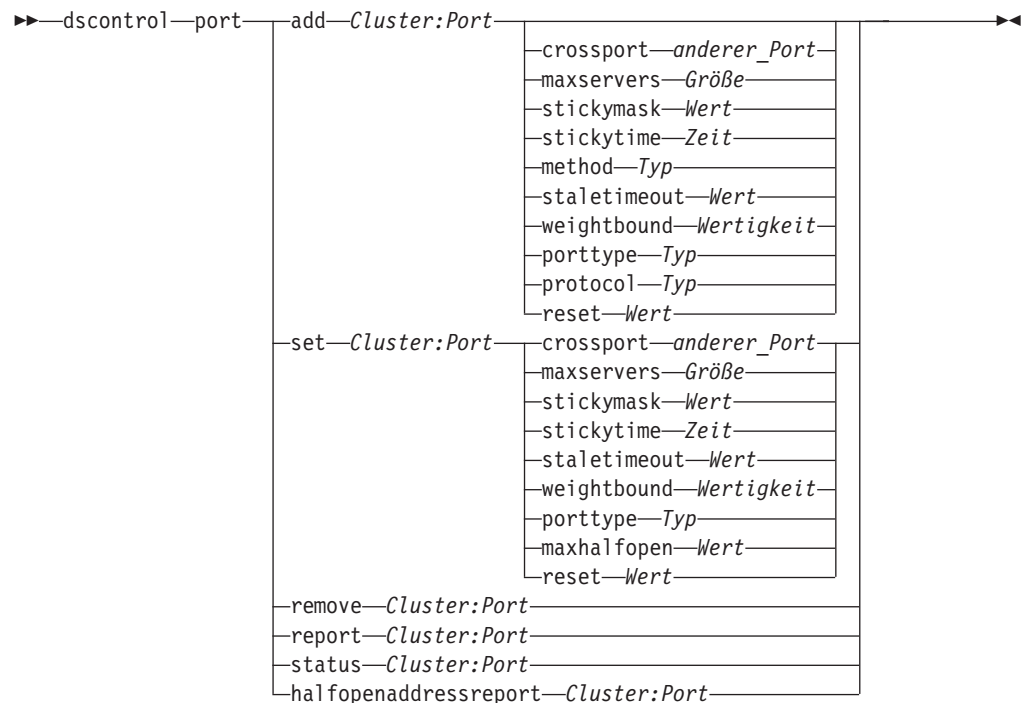 dscontrol port add Cluster:Port
crossport anderer_Port
maxservers Größe
stickymask Wert
stickytime Zeit
method Typ
staletimeout Wert
weightbound Wertigkeit
porttype Typ
protocol Typ
reset Wert
set Cluster:Port crossport anderer_Port
maxservers Größe
stickymask Wert
stickytime Zeit
staletimeout Wert
weightbound Wertigkeit
porttype Typ
maxhalfopen Wert
reset Wert
remove Cluster:Port
report Cluster:Port
status Cluster:Port
halfopenaddressreport Cluster:Port